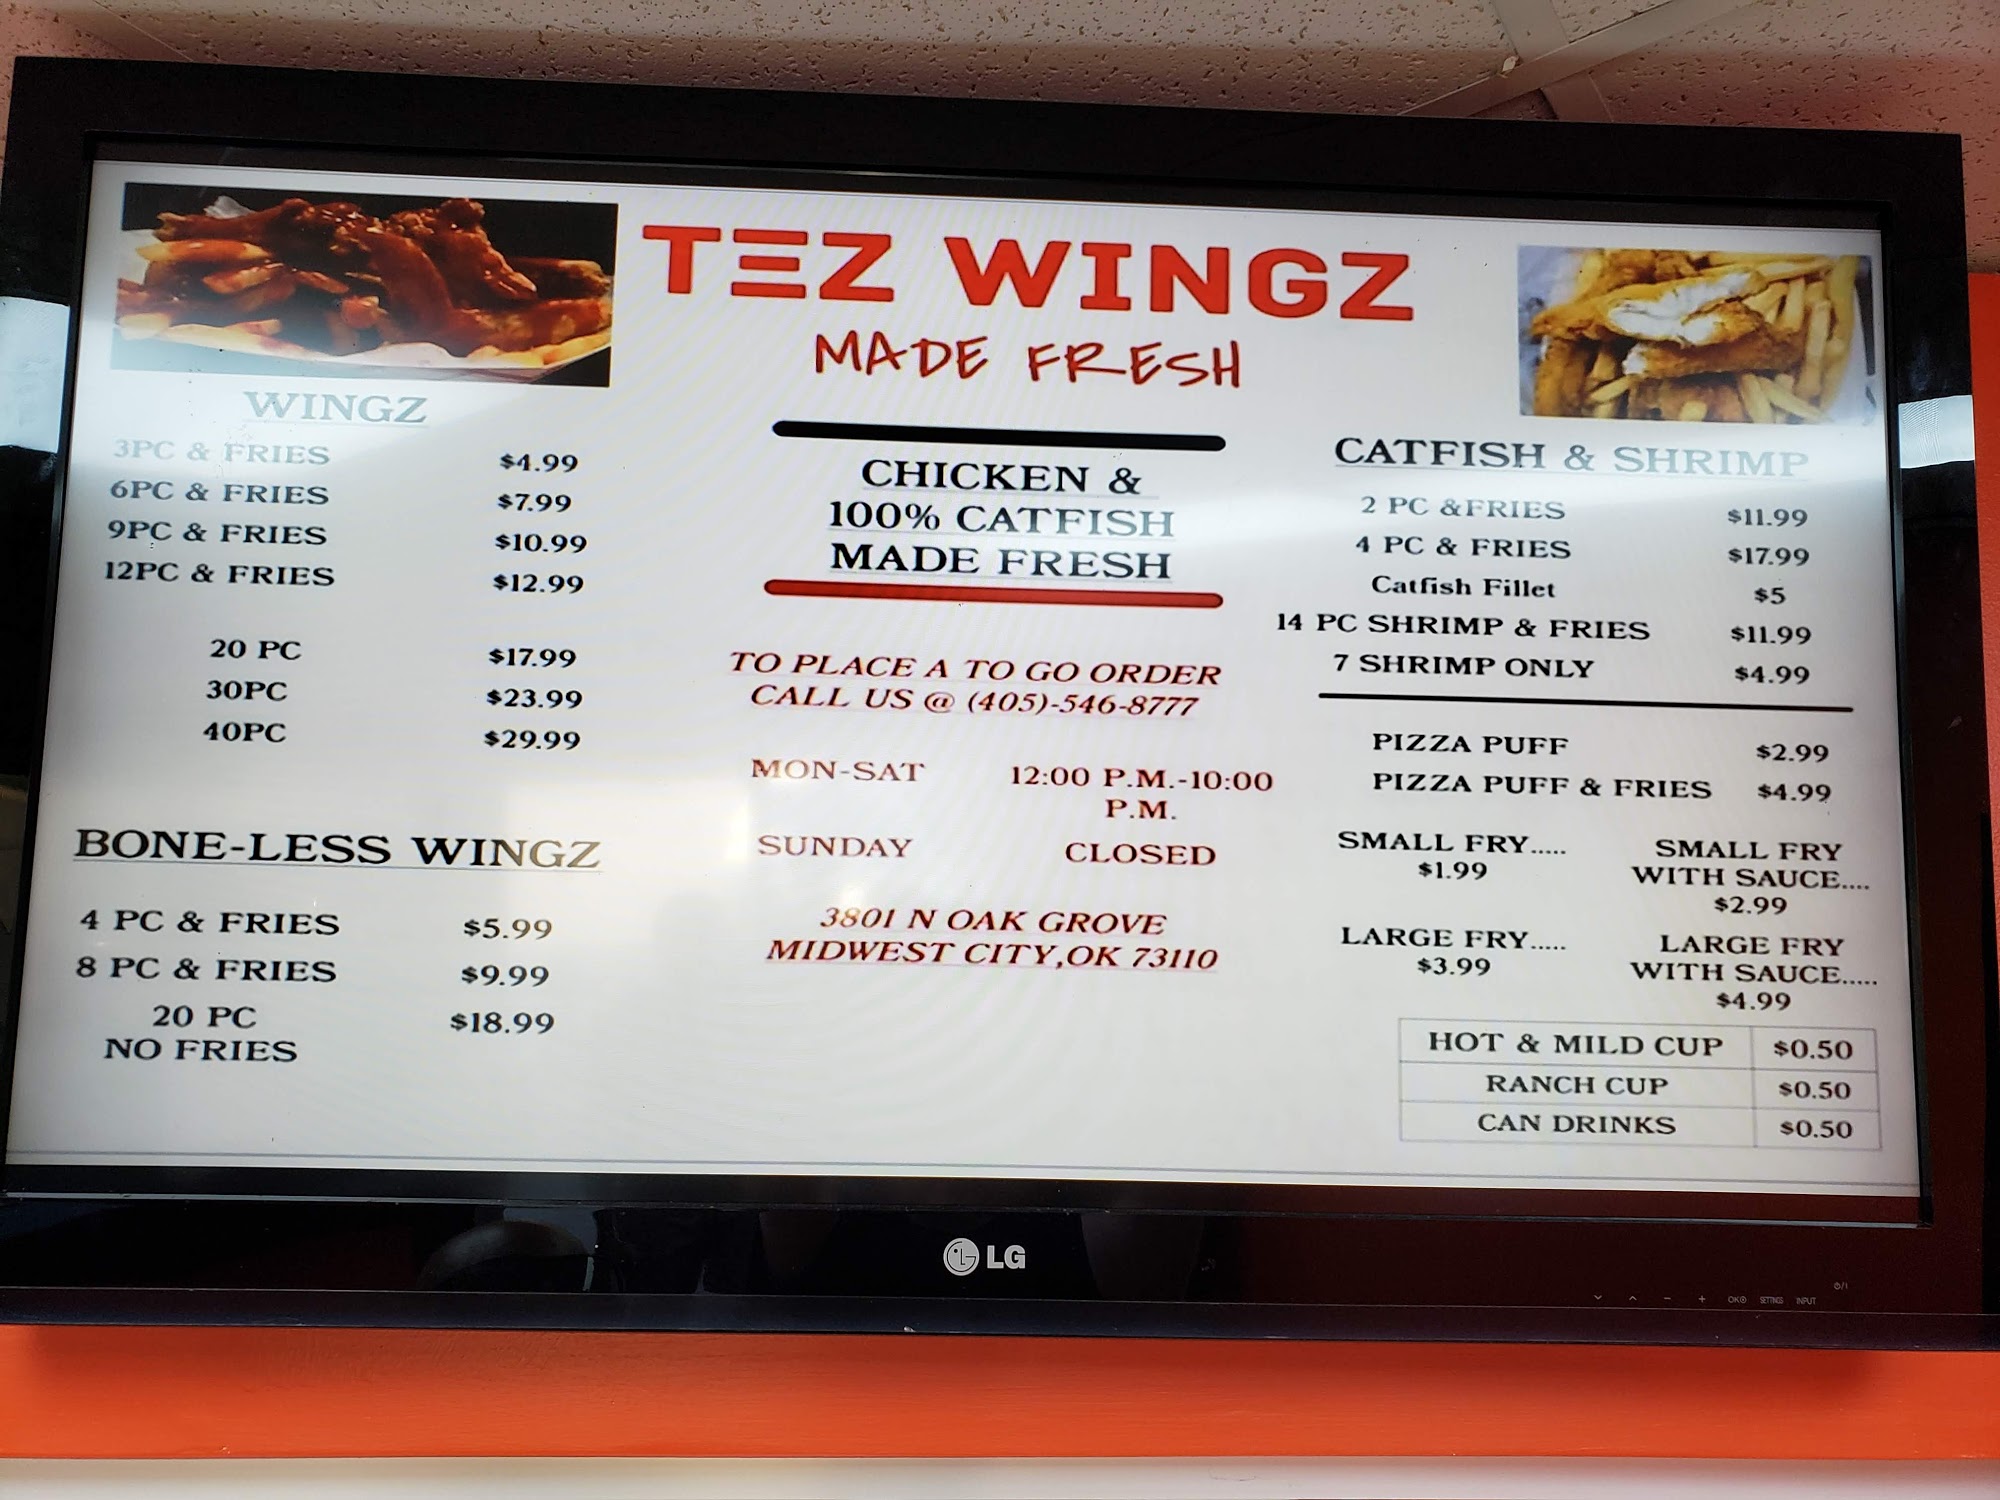 TEZ WINGZ
MADE FRESH
WINGZ
3PC & FRIES $4.99
6PC & FRIES $7.99
9PC & FRIES $10.99
12PC & FRIES $12.99
20 PC $17.99
30PC $23.99
40PC $29.99
BONE-LESS WINGZ
4 PC & FRIES $5.99
8 PC & FRIES $9.99
20 PC $18.99
NO FRIES
CHICKEN &
100% CATFISH
MADE FRESH
TO PLACE A TO GO ORDER
CALL US @ (405)-546-8777
MON-SAT 12:00 P.M.-10:00
P.M.
SUNDAY CLOSED
3801 N OAK GROVE
MIDWEST CITY,OK 73110
CATFISH & SHRIMP
2 PC &FRIES $11.99
4 PC & FRIES $17.99
Catfish Fillet $5
14 PC SHRIMP & FRIES $11.99
7 SHRIMP ONLY $4.99
PIZZA PUFF $2.99
PIZZA PUFF & FRIES $4.99
SMALL FRY.....
$1.99
SMALL FRY
WITH SAUCE....
$2.99
LARGE FRY.....
$3.99
LARGE FRY
WITH SAUCE.....
$4.99
HOT & MILD CUP $0.50
RANCH CUP $0.50
CAN DRINKS $0.50
LG
OK SETTINGS INPUT